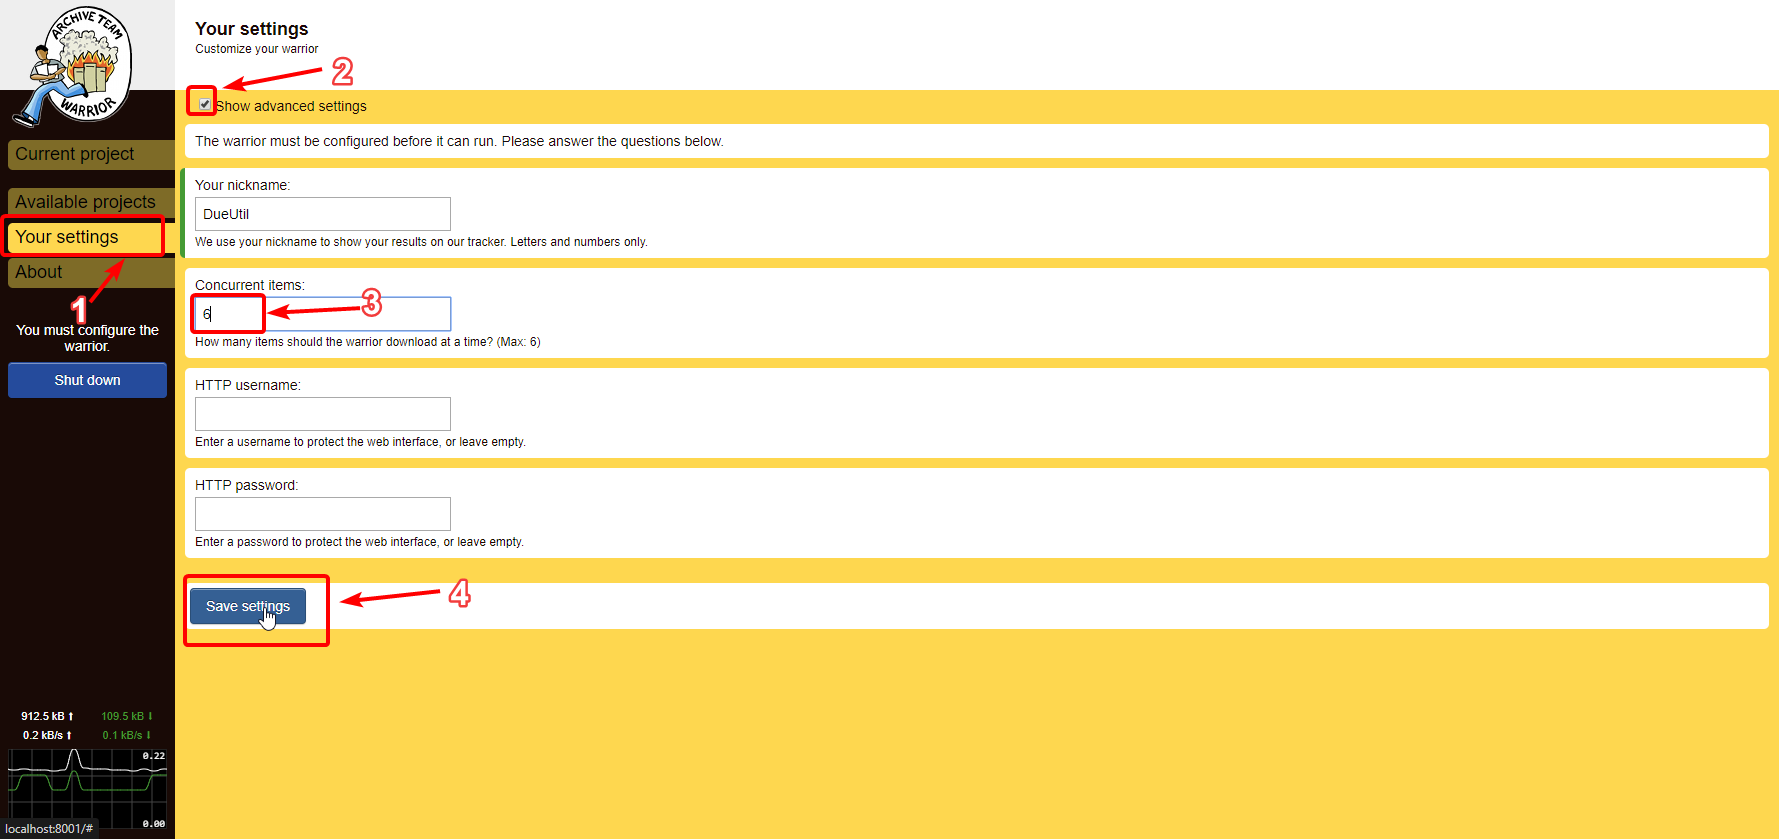 ARCHIVE TEAM
WARRIOR
Current project
Available projects
Your settings
About
1
You must configure the
warrior.
Shut down
912.5 kB ⬆ 109.5 kB ⬇
0.2 kB/s ⬆ 0.1 kB/s ⬇
0.22
0.00
localhost:8001/#
Your settings
Customize your warrior
2
Show advanced settings
The warrior must be configured before it can run. Please answer the questions below.
Your nickname:
DueUtil
We use your nickname to show your results on our tracker. Letters and numbers only.
Concurrent items:
6
3
How many items should the warrior download at a time? (Max: 6)
HTTP username:
Enter a username to protect the web interface, or leave empty.
HTTP password:
Enter a password to protect the web interface, or leave empty.
Save settings
4